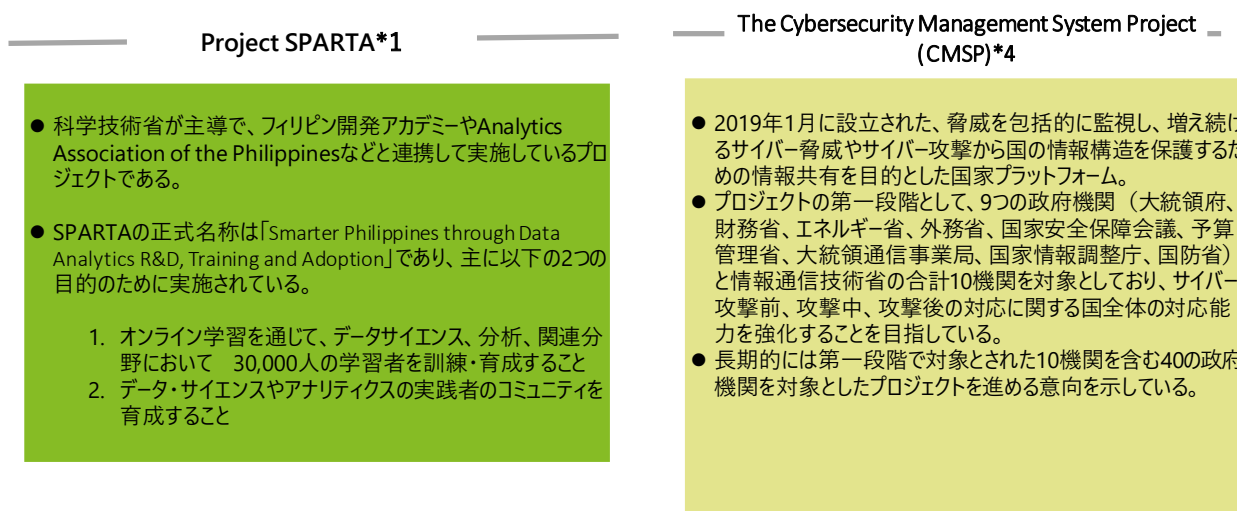 Project SPARTA*1
● 科学技術省が主導で、フィリピン開発アカデミーやAnalytics
Association of the Philippinesなどと連携して実施しているプロ
ジェクトである。
● SPARTAの正式名称は「Smarter Philippines through Data
Analytics R&D, Training and Adoption」であり、主に以下の2つの
目的のために実施されている。
1. オンライン学習を通じて、データサイエンス、分析、関連分
野において　30,000人の学習者を訓練・育成すること
2. データ・サイエンスやアナリティクスの実践者のコミュニティを
育成すること
The Cybersecurity Management System Project
(CMSP)*4
● 2019年1月に設立された、脅威を包括的に監視し、増え続け
るサイバー脅威やサイバー攻撃から国の情報構造を保護するた
めの情報共有を目的とした国家プラットフォーム。
● プロジェクトの第一段階として、9つの政府機関（大統領府、
財務省、エネルギー省、外務省、国家安全保障会議、予算
管理省、大統領通信事業局、国家情報調整庁、国防省）
と情報通信技術省の合計10機関を対象としており、サイバー
攻撃前、攻撃中、攻撃後の対応に関する国全体の対応能
力を強化することを目指している。
● 長期的には第一段階で対象とされた10機関を含む40の政府
機関を対象としたプロジェクトを進める意向を示している。